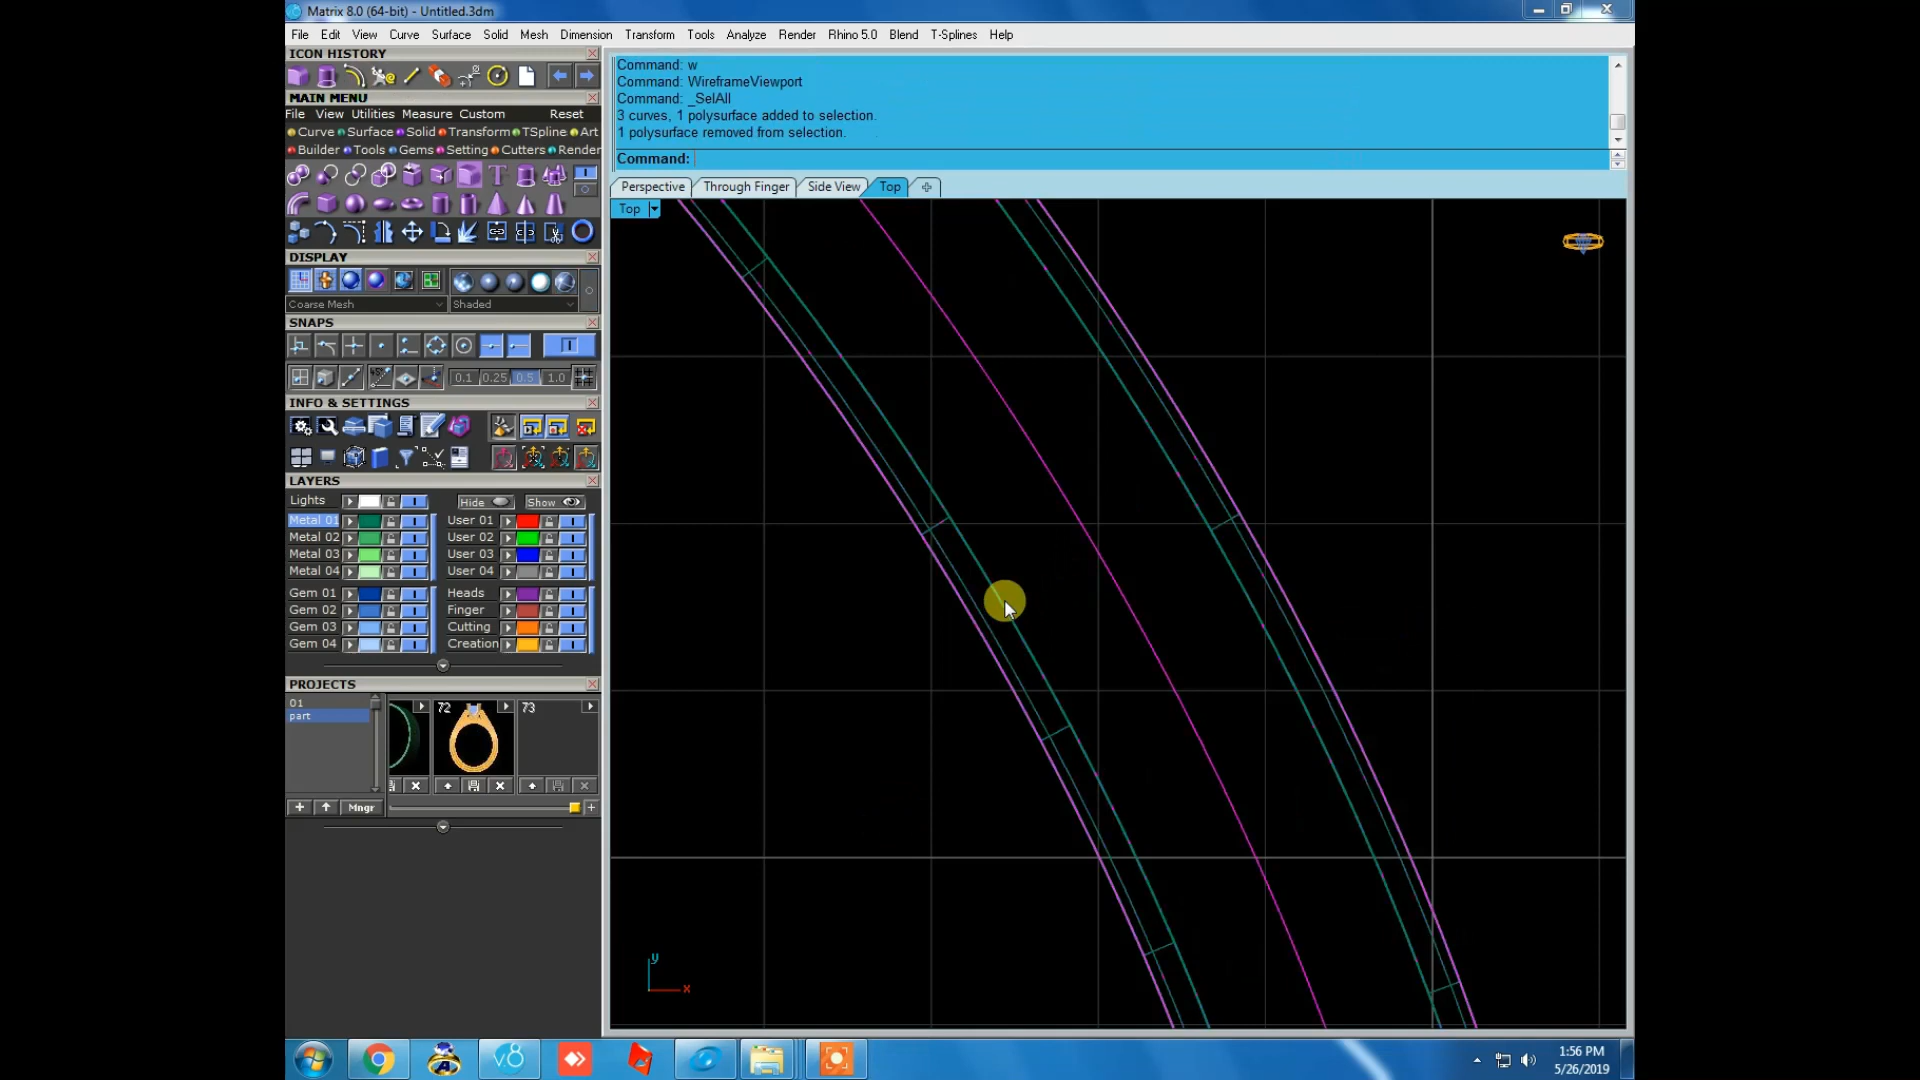 Matrix 8.0 (64-bit) - Untitled.3dm
File Edit View Curve Surface Solid Mesh Dimension Transform Tools Analyze Render Rhino 5.0 Blend T-Splines Help
ICON HISTORY
MAIN MENU
File View Utilities Measure Custom Reset
Curve Surface Solid Transform TSpline Art
Builder Tools Gems Setting Cutters Render
DISPLAY
Coarse Mesh Shaded
SNAPS
0.1 0.25 0.5 1.0
INFO & SETTINGS
LAYERS
Lights Hide Show
Metal 01 User 01
Metal 02 User 02
Metal 03 User 03
Metal 04 User 04
Gem 01 Heads
Gem 02 Finger
Gem 03 Cutting
Gem 04 Creation
PROJECTS
01
part
72 73
Mngr
Command: w
Command: WireframeViewport
Command: _SelAll
3 curves, 1 polysurface added to selection.
1 polysurface removed from selection.
Command:
Perspective Through Finger Side View Top
Top
y
x
v8
1:56 PM
5/26/2019